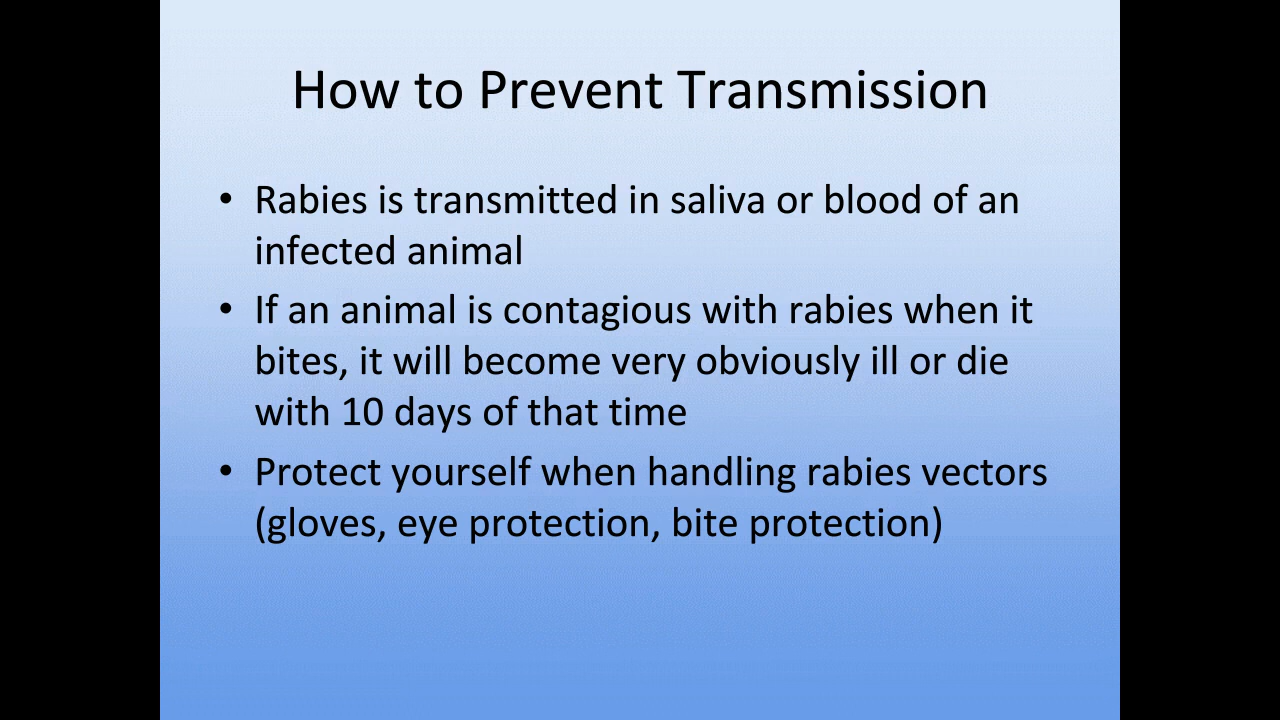 How to Prevent Transmission
• Rabies is transmitted in saliva or blood of an
infected animal
• If an animal is contagious with rabies when it
bites, it will become very obviously ill or die
with 10 days of that time
• Protect yourself when handling rabies vectors
(gloves, eye protection, bite protection)